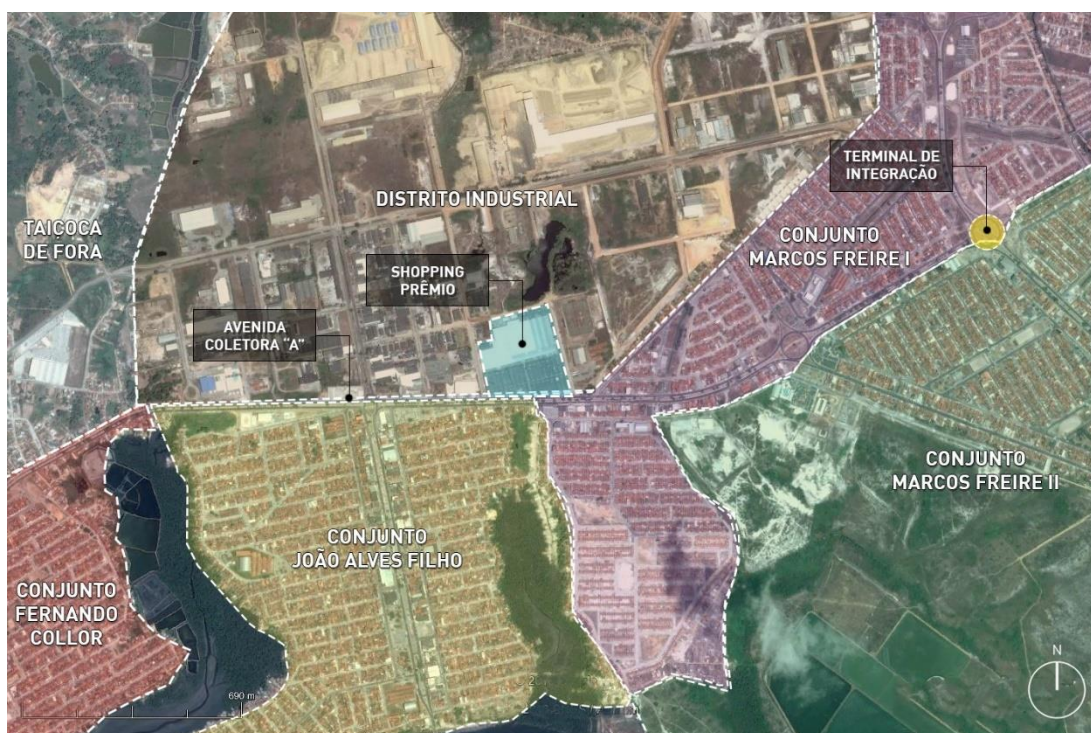 TERMINAL DE
INTEGRAÇÃO
DISTRITO INDUSTRIAL
TAIÇOCA
DE FORA
CONJUNTO
MARCOS FREIRE I
SHOPPING
PRÊMIO
AVENIDA
COLETORA "A"
CONJUNTO
MARCOS FREIRE II
CONJUNTO
JOÃO ALVES FILHO
CONJUNTO
FERNANDO
COLLOR
N
690 m